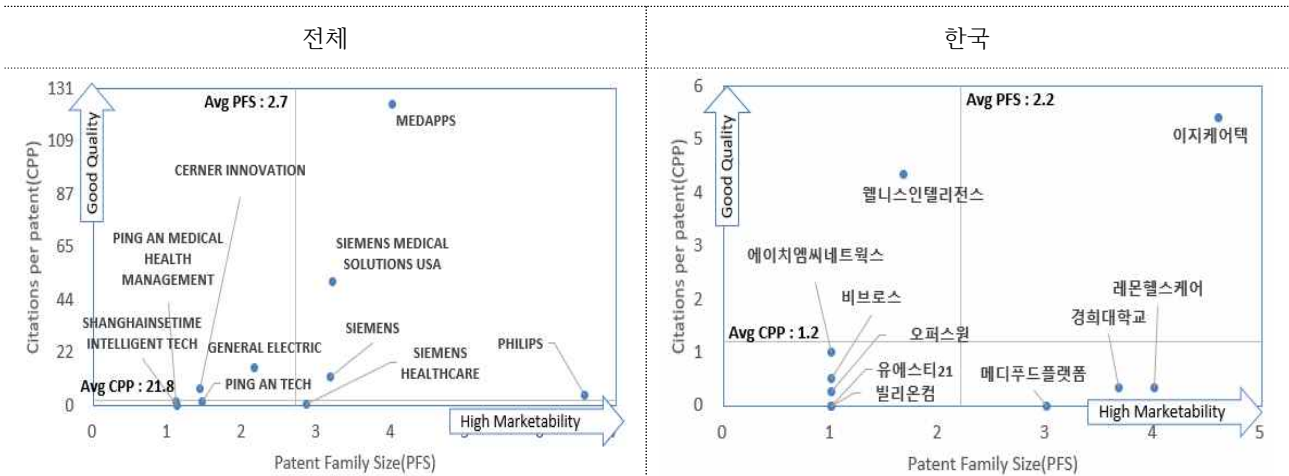 전체
한국
131
109
87
65
44
22
0
Citations per patent(CPP)
Good Quality
Avg PFS : 2.7
MEDAPPS
CERNER INNOVATION
PING AN MEDICAL
HEALTH
MANAGEMENT
SIEMENS MEDICAL
SOLUTIONS USA
SHANGHAINSETIME
INTELLIGENT TECH
GENERAL ELECTRIC
SIEMENS
PHILIPS
SIEMENS
HEALTHCARE
Avg CPP : 21.8
PING AN TECH
High Marketability
0 1 2 3 4
Patent Family Size(PFS)
6
5
4
3
2
1
0
Citations per patent(CPP)
Good Quality
Avg PFS : 2.2
이지케어텍
웰니스인텔리전스
에이치엠씨네트웍스
비브로스
레몬헬스케어
경희대학교
Avg CPP : 1.2
오퍼스원
유에스티21
빌리온컴
메디푸드플랫폼
High Marketability
0 1 2 3 4 5
Patent Family Size(PFS)